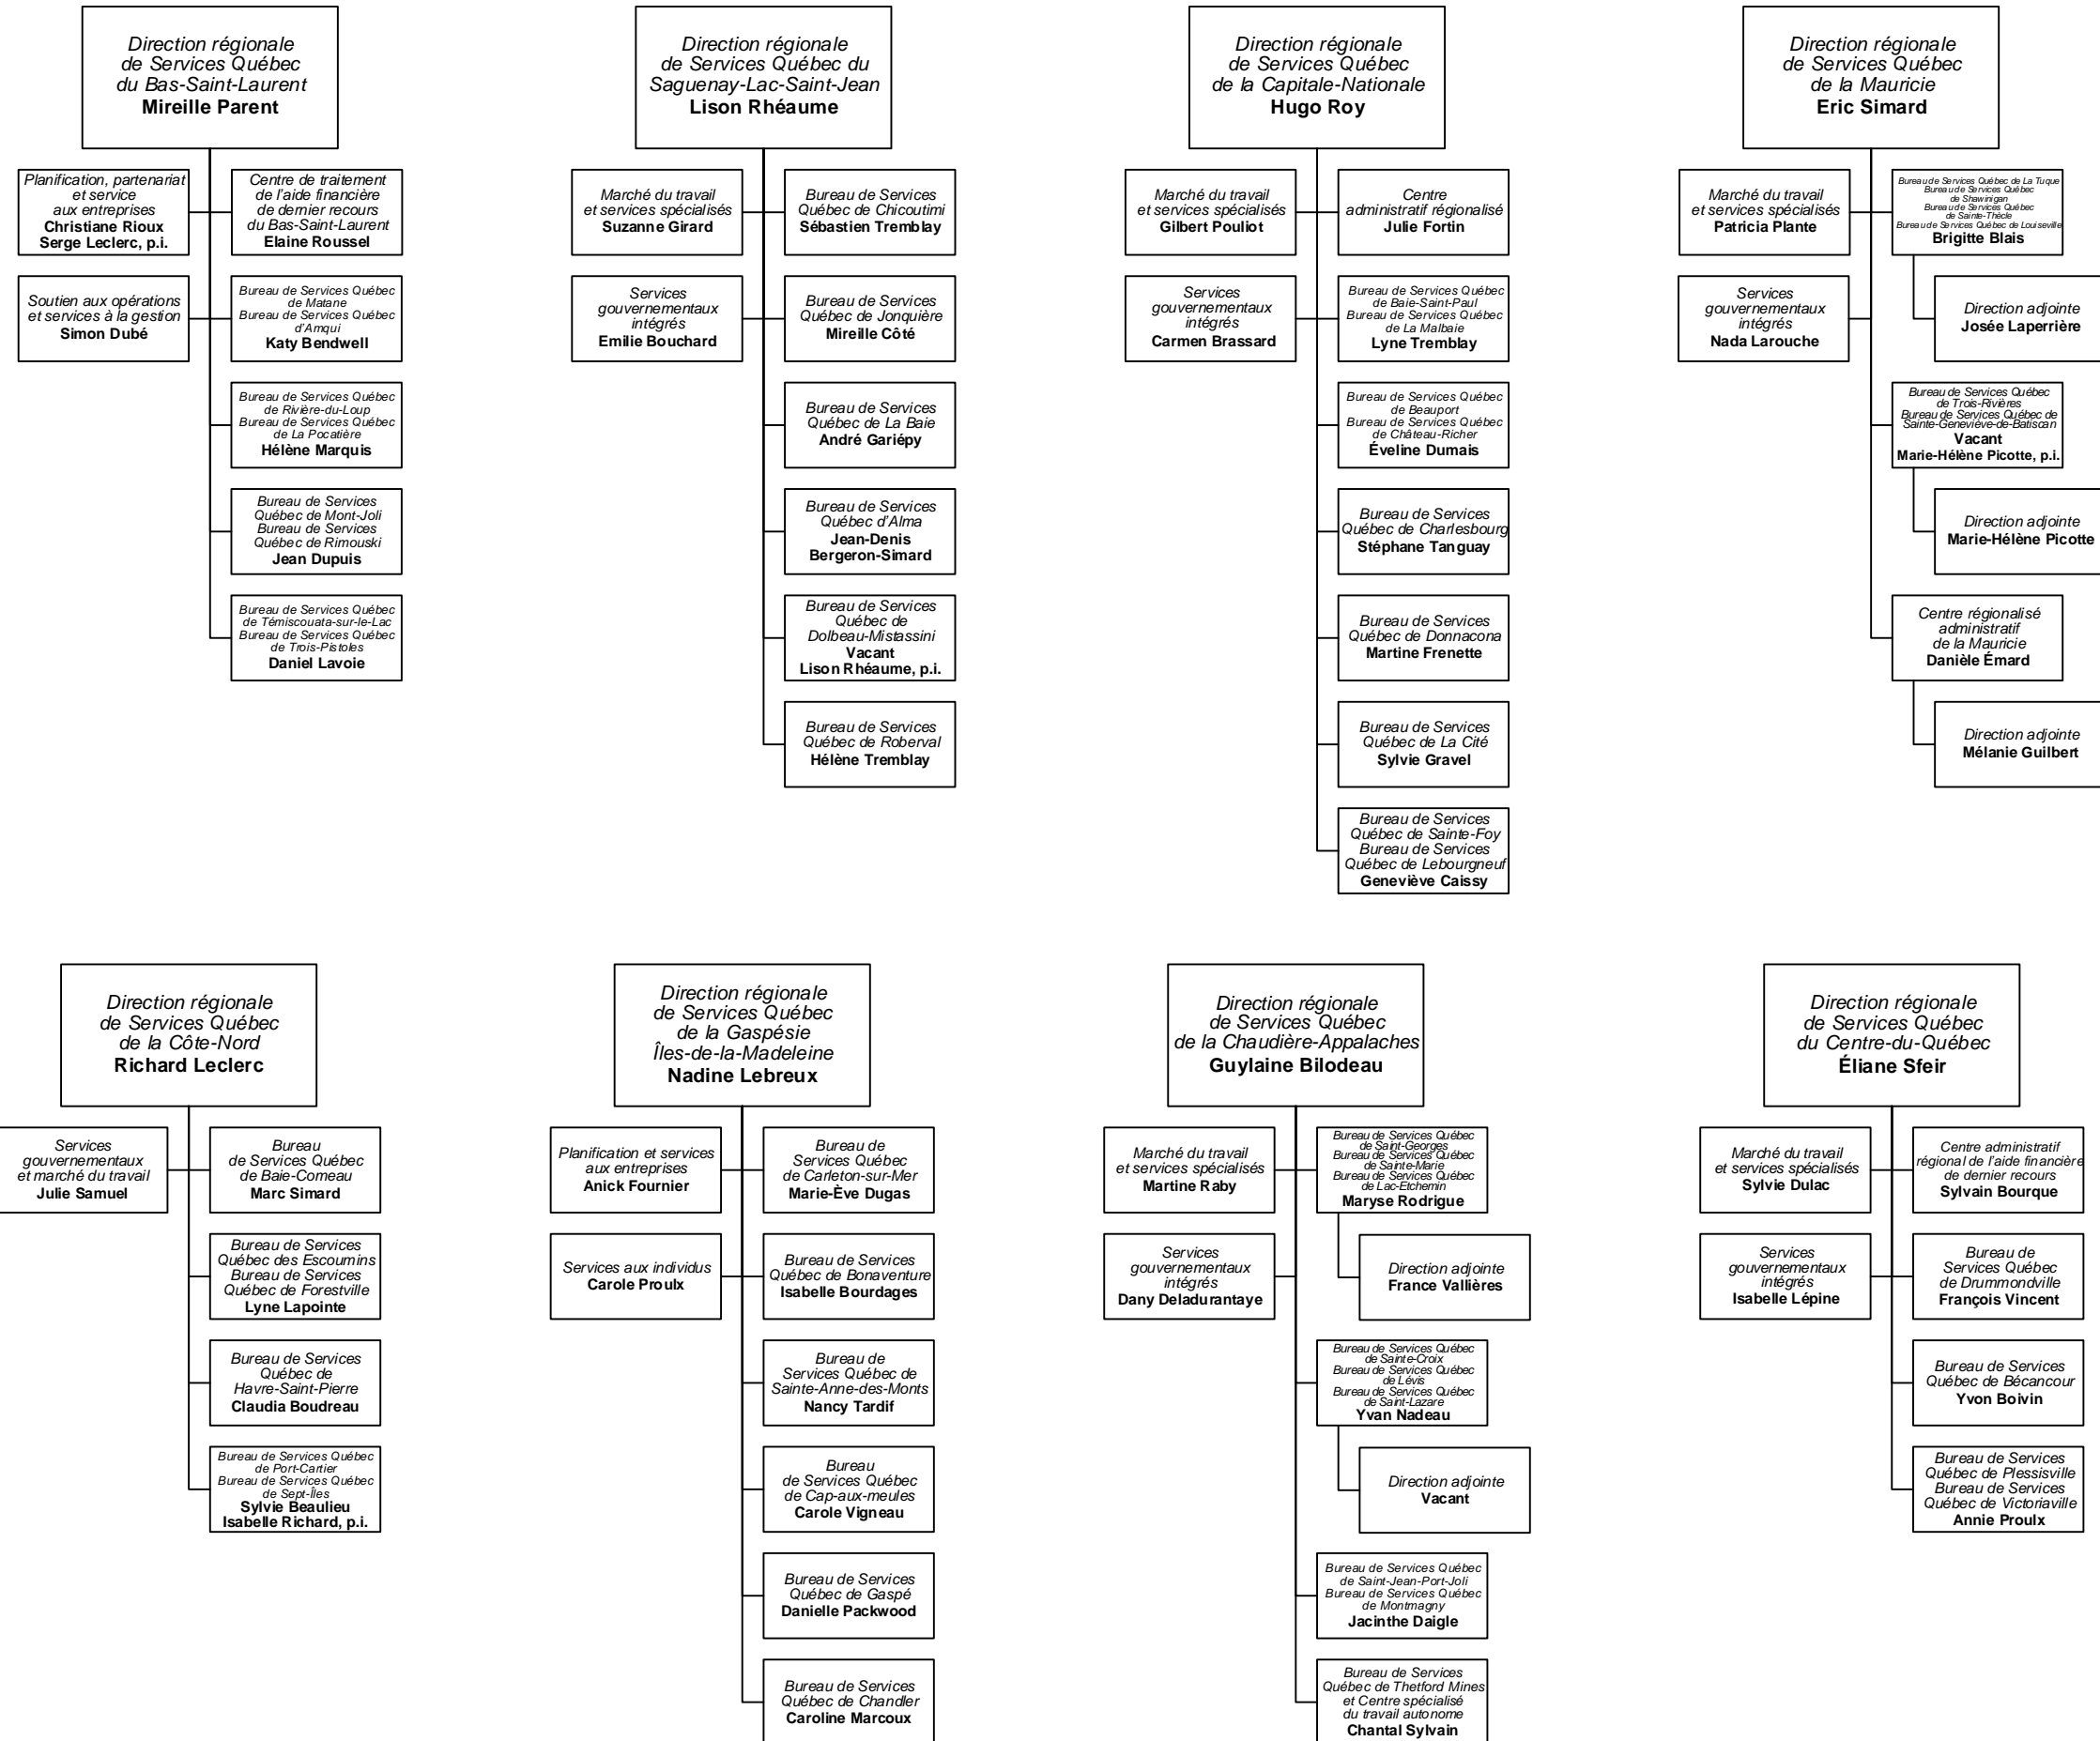 Direction régionale
de Services Québec
du Bas-Saint-Laurent
Mireille Parent
Planification, partenariat
et service
aux entreprises
Christiane Rioux
Serge Leclerc, p.i.
Centre de traitement
de l'aide financière
de dernier recours
du Bas-Saint-Laurent
Elaine Roussel
Soutien aux opérations
et services à la gestion
Simon Dubé
Bureau de Services Québec
de Matane
Bureau de Services Québec
d'Amqui
Katy Bendwell
Bureau de Services Québec
de Rivière-du-Loup
Bureau de Services Québec
de La Pocatière
Hélène Marquis
Bureau de Services
Québec de Mont-Joli
Bureau de Services
Québec de Rimouski
Jean Dupuis
Bureau de Services Québec
de Témiscouata-sur-le-Lac
Bureau de Services Québec
de Trois-Pistoles
Daniel Lavoie
Direction régionale
de Services Québec du
Saguenay-Lac-Saint-Jean
Lison Rhéaume
Marché du travail
et services spécialisés
Suzanne Girard
Bureau de Services
Québec de Chicoutimi
Sébastien Tremblay
Services
gouvernementaux
intégrés
Emilie Bouchard
Bureau de Services
Québec de Jonquière
Mireille Côté
Bureau de Services
Québec de La Baie
André Gariépy
Bureau de Services
Québec d'Alma
Jean-Denis
Bergeron-Simard
Bureau de Services
Québec de
Dolbeau-Mistassini
Vacant
Lison Rhéaume, p.i.
Bureau de Services
Québec de Roberval
Hélène Tremblay
Direction régionale
de Services Québec
de la Capitale-Nationale
Hugo Roy
Marché du travail
et services spécialisés
Gilbert Pouliot
Centre
administratif régionalisé
Julie Fortin
Services
gouvernementaux
intégrés
Carmen Brassard
Bureau de Services Québec
de Baie-Saint-Paul
Bureau de Services Québec
de La Malbaie
Lyne Tremblay
Bureau de Services Québec
de Beauport
Bureau de Services Québec
de Château-Richer
Éveline Dumais
Bureau de Services
Québec de Charlesbourg
Stéphane Tanguay
Bureau de Services
Québec de Donnacona
Martine Frenette
Bureau de Services
Québec de La Cité
Sylvie Gravel
Bureau de Services
Québec de Sainte-Foy
Bureau de Services
Québec de Lebourgneuf
Geneviève Caissy
Direction régionale
de Services Québec
de la Mauricie
Eric Simard
Marché du travail
et services spécialisés
Patricia Plante
Bureau de Services Québec de La Tuque
Bureau de Services Québec
de Shawinigan
Bureau de Services Québec
de Sainte-Thècle
Bureau de Services Québec de Louiseville
Brigitte Blais
Services
gouvernementaux
intégrés
Nada Larouche
Direction adjointe
Josée Laperrière
Bureau de Services Québec
de Trois-Rivières
Bureau de Services Québec de
Sainte-Geneviève-de-Batiscan
Vacant
Marie-Hélène Picotte, p.i.
Direction adjointe
Marie-Hélène Picotte
Centre régionalisé
administratif
de la Mauricie
Danièle Émard
Direction adjointe
Mélanie Guilbert
Direction régionale
de Services Québec
de la Côte-Nord
Richard Leclerc
Services
gouvernementaux
et marché du travail
Julie Samuel
Bureau
de Services Québec
de Baie-Comeau
Marc Simard
Bureau de Services
Québec des Escoumins
Bureau de Services
Québec de Forestville
Lyne Lapointe
Bureau de Services
Québec de
Havre-Saint-Pierre
Claudia Boudreau
Bureau de Services Québec
de Port-Cartier
Bureau de Services Québec
de Sept-Îles
Sylvie Beaulieu
Isabelle Richard, p.i.
Direction régionale
de Services Québec
de la Gaspésie
Îles-de-la-Madeleine
Nadine Lebreux
Planification et services
aux entreprises
Anick Fournier
Bureau de
Services Québec
de Carleton-sur-Mer
Marie-Ève Dugas
Services aux individus
Carole Proulx
Bureau de Services
Québec de Bonaventure
Isabelle Bourdages
Bureau de
Services Québec de
Sainte-Anne-des-Monts
Nancy Tardif
Bureau
de Services Québec
de Cap-aux-meules
Carole Vigneau
Bureau de Services
Québec de Gaspé
Danielle Packwood
Bureau de Services
Québec de Chandler
Caroline Marcoux
Direction régionale
de Services Québec
de la Chaudière-Appalaches
Guylaine Bilodeau
Marché du travail
et services spécialisés
Martine Raby
Bureau de Services Québec
de Saint-Georges
Bureau de Services Québec
de Sainte-Marie
Bureau de Services Québec
de Lac-Etchemin
Maryse Rodrigue
Services
gouvernementaux
intégrés
Dany Deladurantaye
Direction adjointe
France Vallières
Bureau de Services Québec
de Sainte-Croix
Bureau de Services Québec
de Lévis
Bureau de Services Québec
de Saint-Lazare
Yvan Nadeau
Direction adjointe
Vacant
Bureau de Services Québec
de Saint-Jean-Port-Joli
Bureau de Services Québec
de Montmagny
Jacinthe Daigle
Bureau de Services
Québec de Thetford Mines
et Centre spécialisé
du travail autonome
Chantal Sylvain
Direction régionale
de Services Québec
du Centre-du-Québec
Éliane Sfeir
Marché du travail
et services spécialisés
Sylvie Dulac
Centre administratif
régional de l'aide financière
de dernier recours
Sylvain Bourque
Services
gouvernementaux
intégrés
Isabelle Lépine
Bureau de
Services Québec
de Drummondville
François Vincent
Bureau de Services
Québec de Bécancour
Yvon Boivin
Bureau de Services
Québec de Plessisville
Bureau de Services
Québec de Victoriaville
Annie Proulx